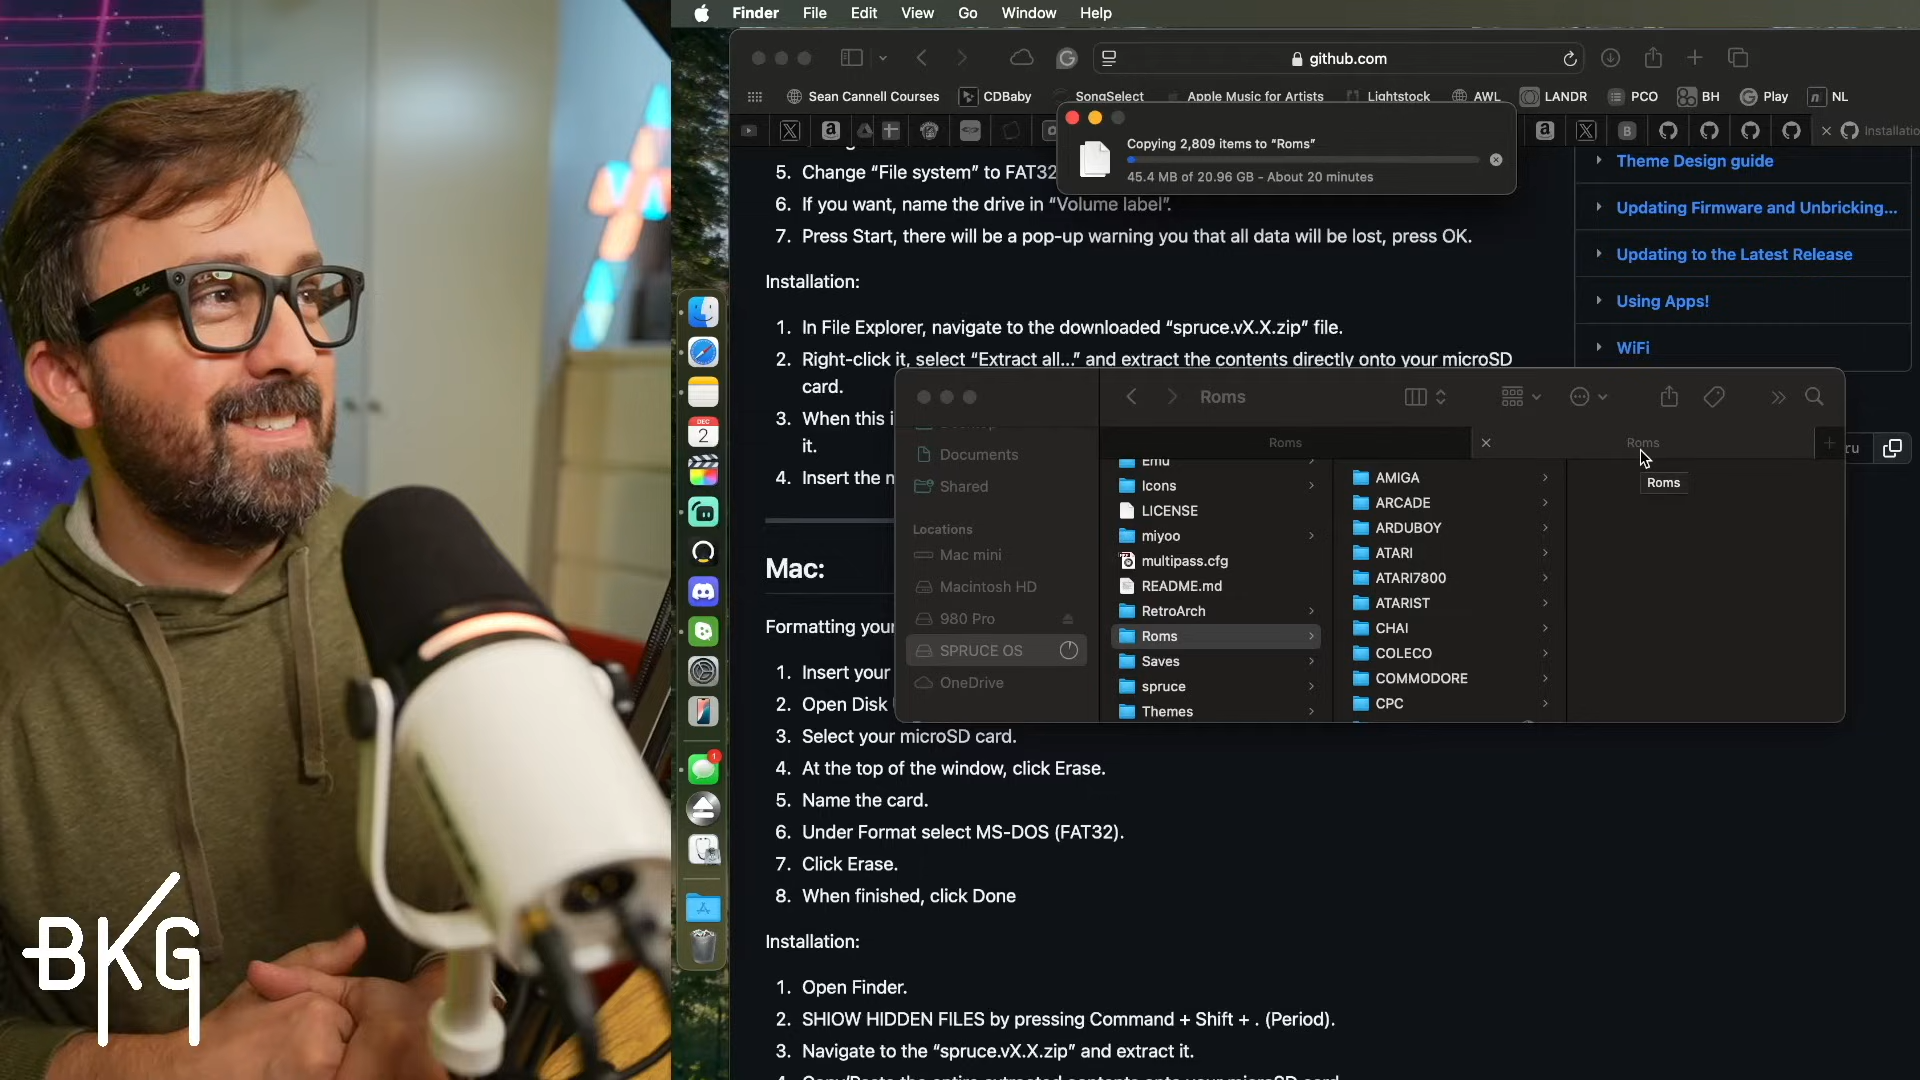 Finder File Edit View Go Window Help
github.com
Sean Cannell Courses CDBaby SongSelect Apple Music for Artists Lightstock AWL LANDR PCO BH Play NL
Installatio
Copying 2,809 items to “Roms”
45.4 MB of 20.96 GB - About 20 minutes
5. Change “File system” to FAT32
6. If you want, name the drive in “Volume label”.
7. Press Start, there will be a pop-up warning you that all data will be lost, press OK.
Installation:
1. In File Explorer, navigate to the downloaded “spruce.vX.X.zip” file.
2. Right-click it, select “Extract all...” and extract the contents directly onto your microSD
card.
3. When this i
it.
4. Insert the m
Theme Design guide
Updating Firmware and Unbricking...
Updating to the Latest Release
Using Apps!
WiFi
ru
Roms
Roms
Roms
Roms
Documents
Shared
Locations
Mac mini
Macintosh HD
980 Pro
SPRUCE OS
OneDrive
Emu
Icons
LICENSE
miyoo
multipass.cfg
README.md
RetroArch
Roms
Saves
spruce
Themes
AMIGA
ARCADE
ARDUBOY
ATARI
ATARI7800
ATARIST
CHAI
COLECO
COMMODORE
CPC
DEC
2
1
Mac:
Formatting your
1. Insert your
2. Open Disk
3. Select your microSD card.
4. At the top of the window, click Erase.
5. Name the card.
6. Under Format select MS-DOS (FAT32).
7. Click Erase.
8. When finished, click Done
Installation:
1. Open Finder.
2. SHIOW HIDDEN FILES by pressing Command + Shift + . (Period).
3. Navigate to the “spruce.vX.X.zip” and extract it.
Ray-Ban
BKG